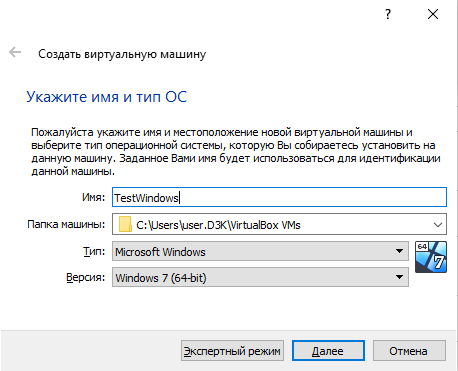 ?
Создать виртуальную машину
Укажите имя и тип ОС
Пожалуйста укажите имя и местоположение новой виртуальной машины и
выберите тип операционной системы, которую Вы собираетесь установить на
данную машину. Заданное Вами имя будет использоваться для идентификации
данной машины.
Имя: TestWindows
Папка машины: C:\Users\user.D3K\VirtualBox VMs
Тип: Microsoft Windows
64
7
Версия: Windows 7 (64-bit)
Экспертный режим Далее Отмена